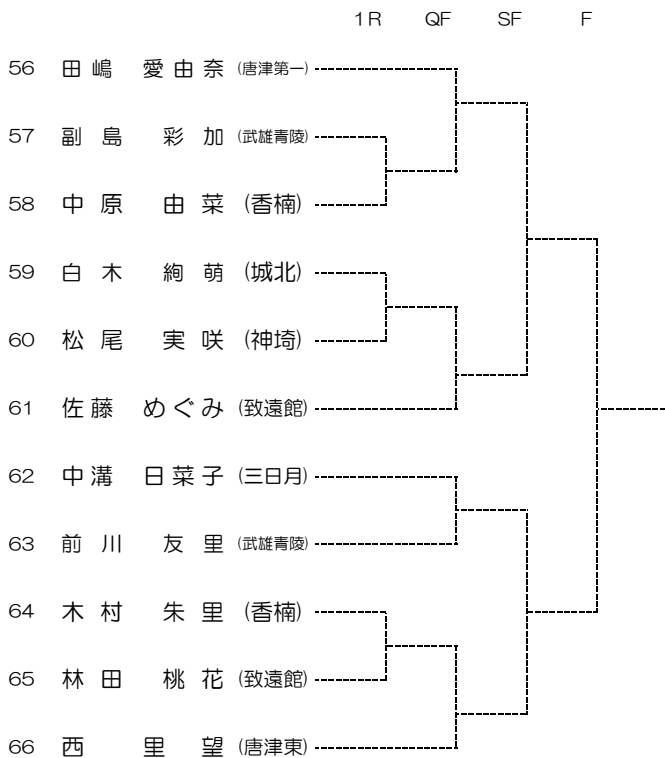 1R QF SF F
56 田嶋 愛由奈 (唐津第一)
57 副島 彩加 (武雄青陵)
58 中原 由菜 (香楠)
59 白木 絢萌 (城北)
60 松尾 実咲 (神埼)
61 佐藤 めぐみ (致遠館)
62 中溝 日菜子 (三日月)
63 前川 友里 (武雄青陵)
64 木村 朱里 (香楠)
65 林田 桃花 (致遠館)
66 西 里望 (唐津東)